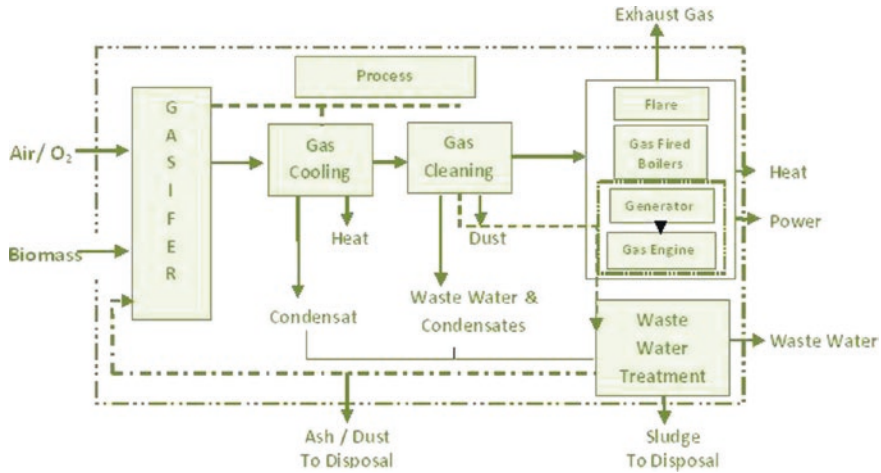 Exhaust Gas
Process
GASIFER
Flare
Air/ O₂
Gas
Cooling
Gas
Cleaning
Gas Fired
Boilers
Heat
Generator
Power
Biomass
Heat
Dust
Gas Engine
Condensat
Waste Water &
Condensates
Waste
Water
Treatment
Waste Water
Ash / Dust
To Disposal
Sludge
To Disposal